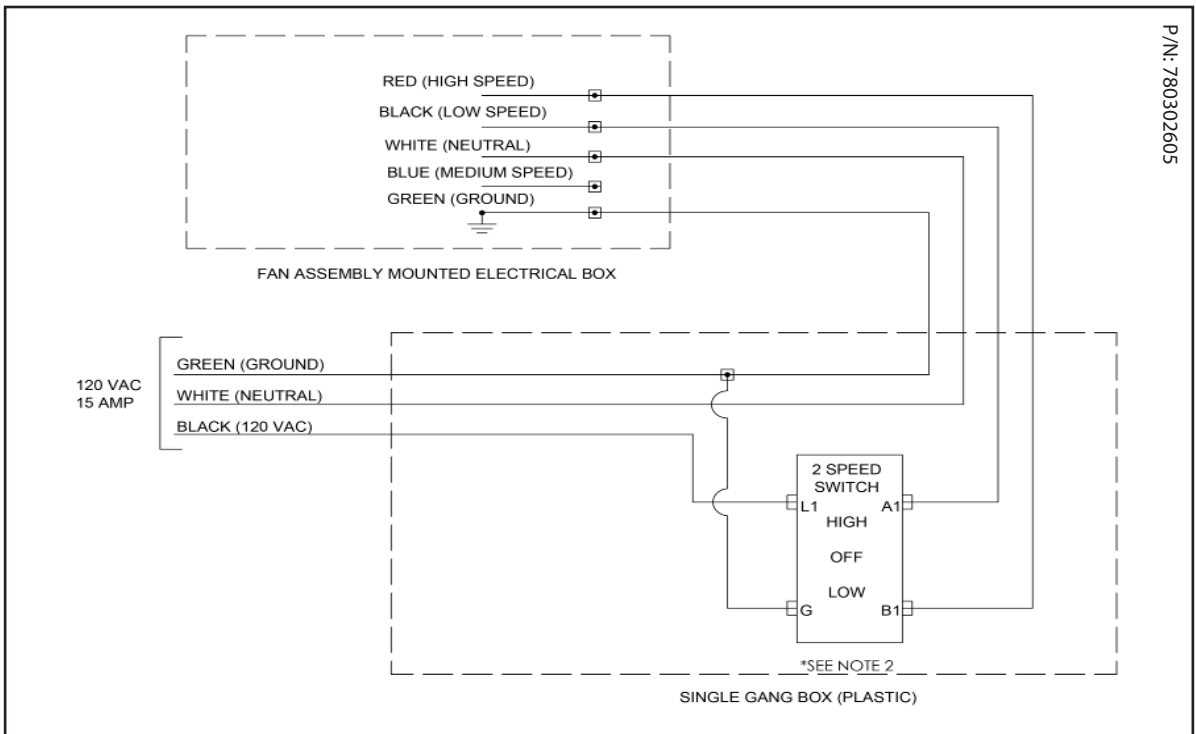 P/N: 780302605
RED (HIGH SPEED)
BLACK (LOW SPEED)
WHITE (NEUTRAL)
BLUE (MEDIUM SPEED)
GREEN (GROUND)
FAN ASSEMBLY MOUNTED ELECTRICAL BOX
120 VAC
15 AMP
GREEN (GROUND)
WHITE (NEUTRAL)
BLACK (120 VAC)
2 SPEED
SWITCH
L1
A1
HIGH
OFF
LOW
G
B1
*SEE NOTE 2
SINGLE GANG BOX (PLASTIC)